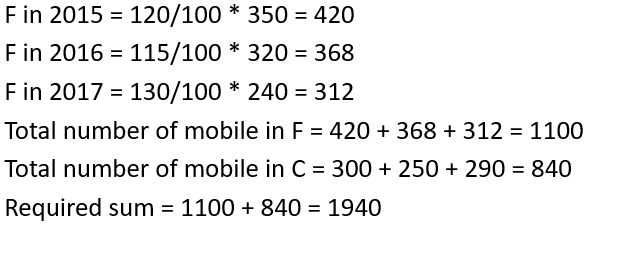 F in 2015 = 120/100 * 350 = 420
F in 2016 = 115/100 * 320 = 368
F in 2017 = 130/100 * 240 = 312
Total number of mobile in F = 420 + 368 + 312 = 1100
Total number of mobile in C = 300 + 250 + 290 = 840
Required sum = 1100 + 840 = 1940